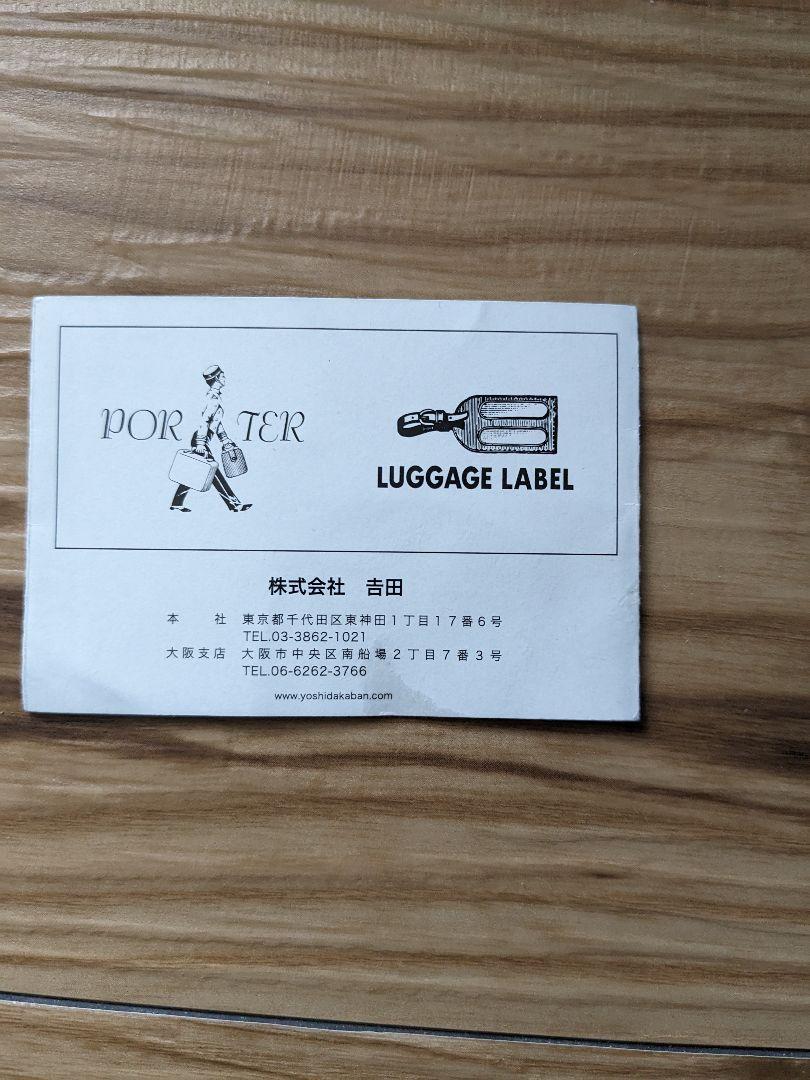 PORTER
LUGGAGE LABEL
株式会社　𠮷田
本　　社　東京都千代田区東神田１丁目１７番６号
TEL.03-3862-1021
大阪支店　大阪市中央区南船場２丁目７番３号
TEL.06-6262-3766
www.yoshidakaban.com